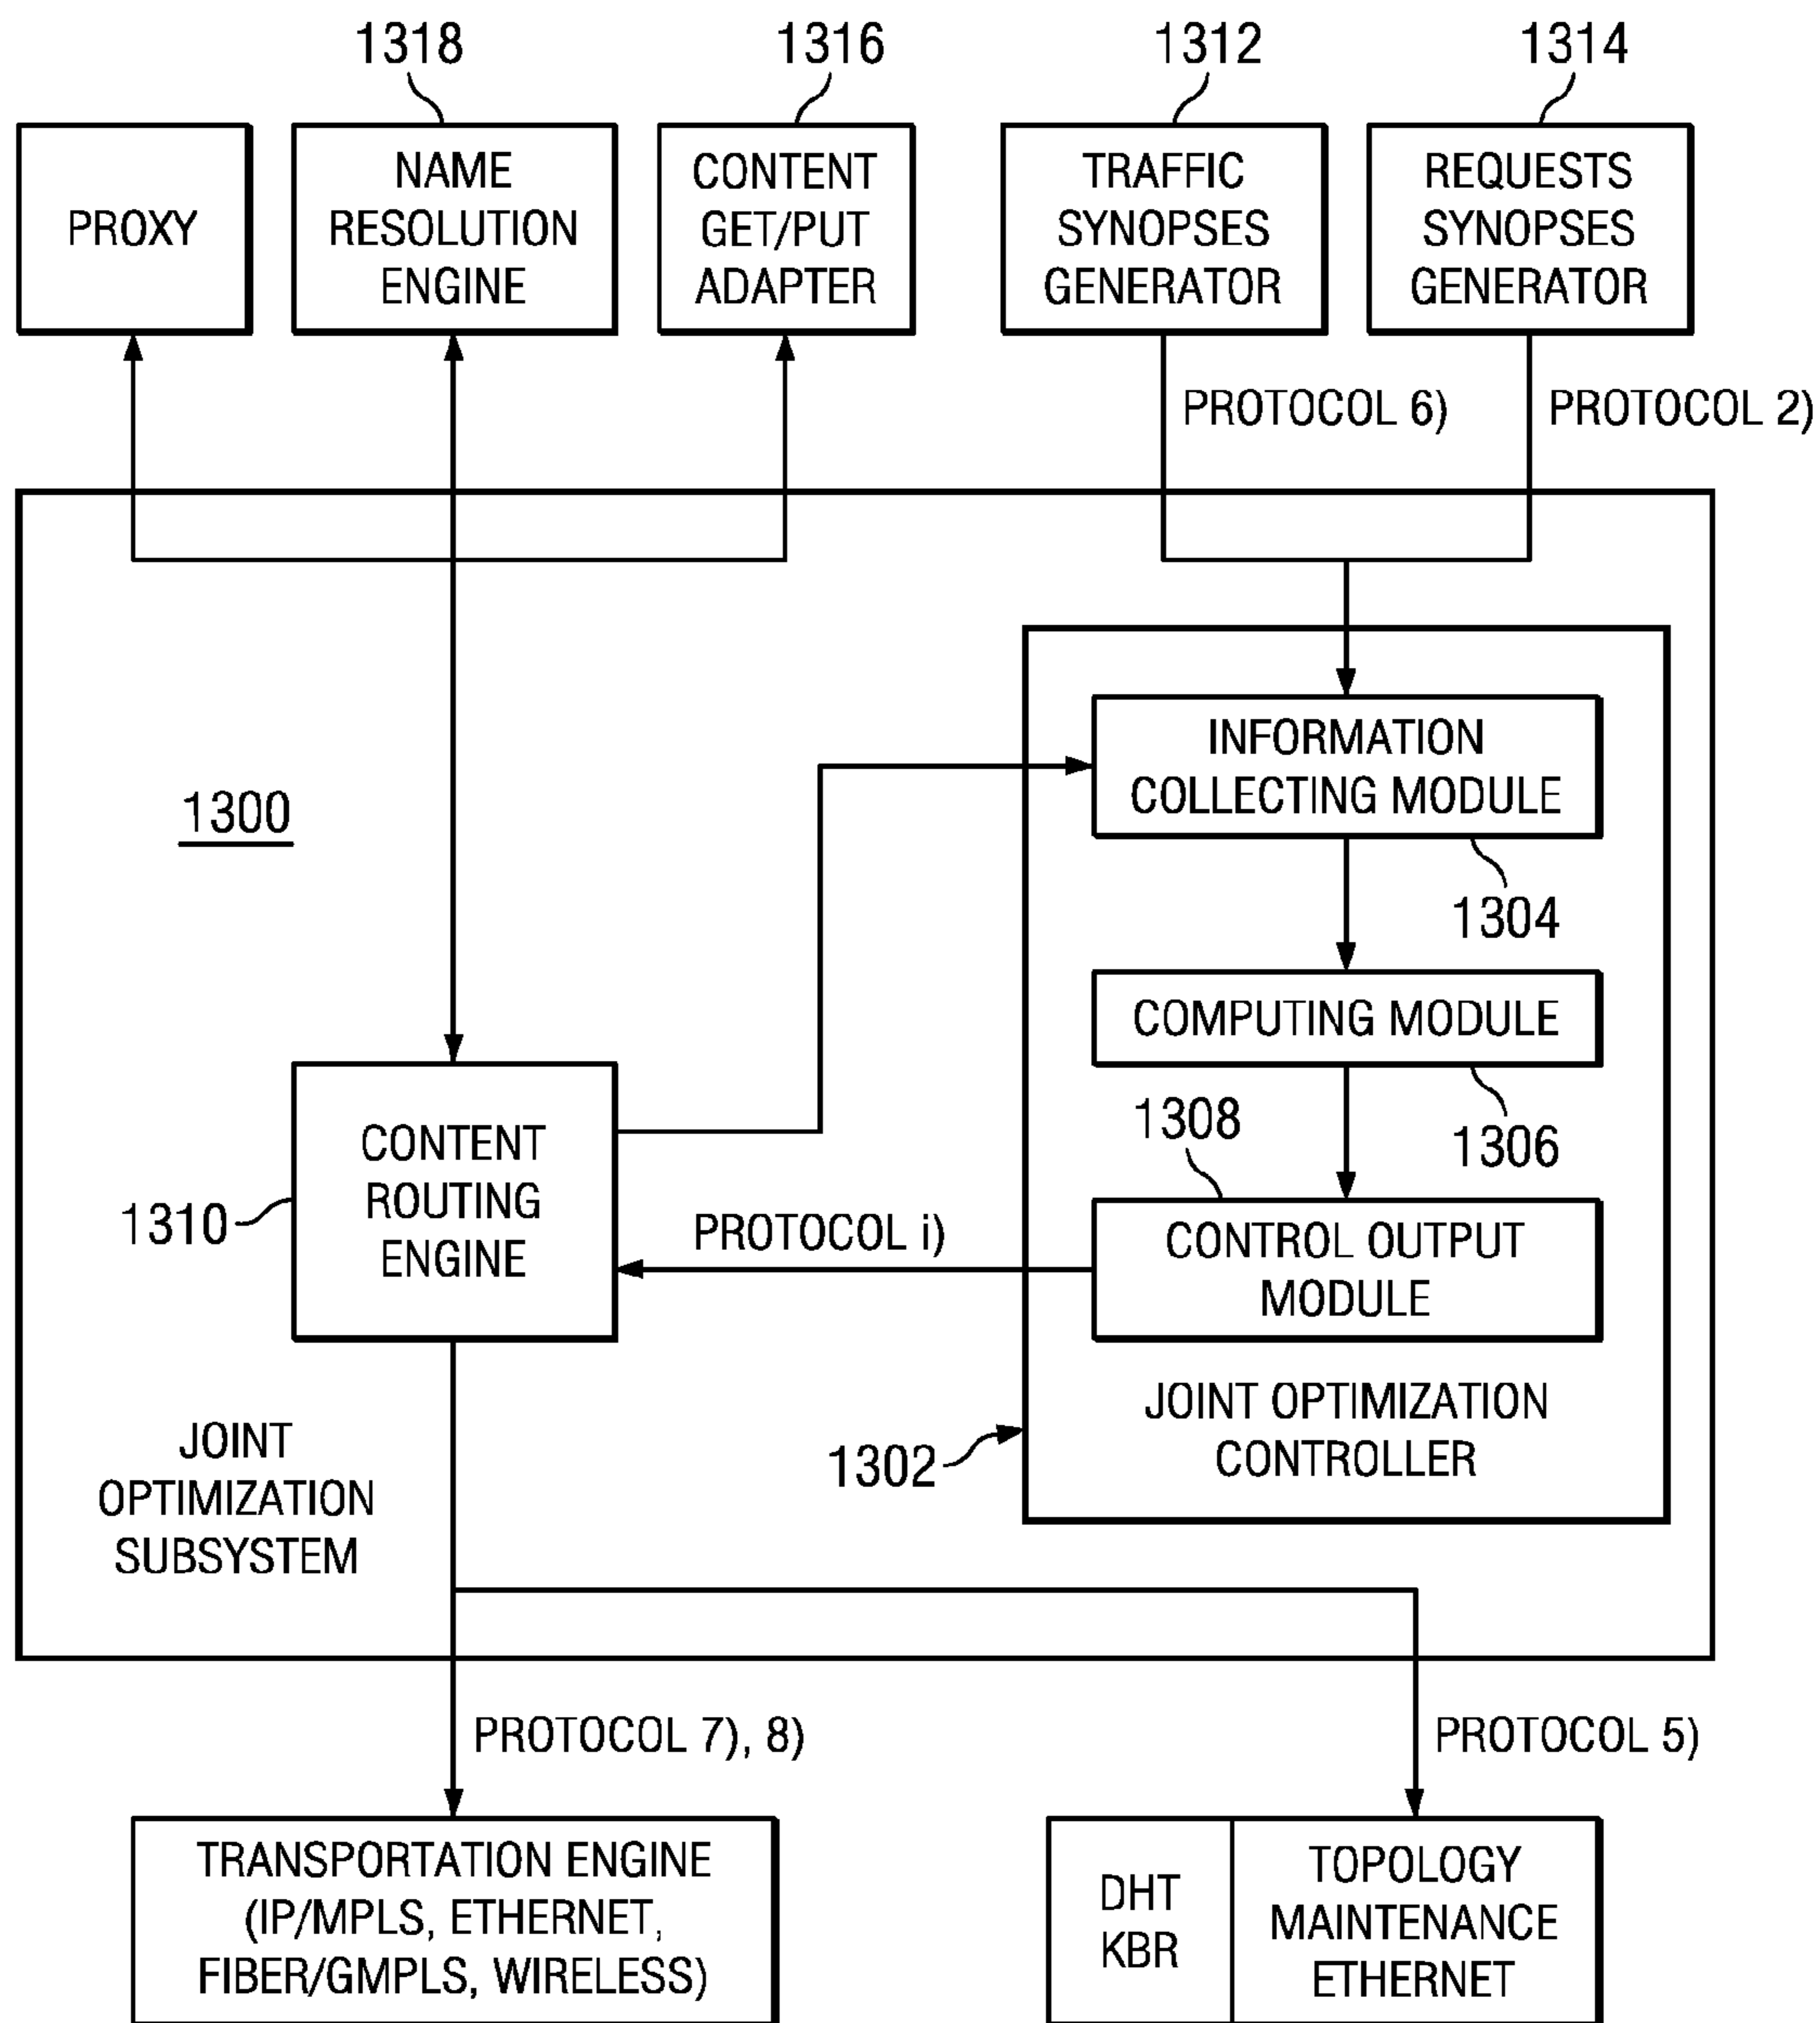 1318
1316
1312
1314
PROXY
NAME
RESOLUTION
ENGINE
CONTENT
GET/PUT
ADAPTER
TRAFFIC
SYNOPSES
GENERATOR
REQUESTS
SYNOPSES
GENERATOR
PROTOCOL 6)
PROTOCOL 2)
1300
INFORMATION
COLLECTING MODULE
1304
COMPUTING MODULE
1306
1308
CONTENT
ROUTING
ENGINE
1310
PROTOCOL i)
CONTROL OUTPUT
MODULE
JOINT OPTIMIZATION
CONTROLLER
1302
JOINT
OPTIMIZATION
SUBSYSTEM
PROTOCOL 7), 8)
PROTOCOL 5)
TRANSPORTATION ENGINE
(IP/MPLS, ETHERNET,
FIBER/GMPLS, WIRELESS)
DHT
KBR
TOPOLOGY
MAINTENANCE
ETHERNET